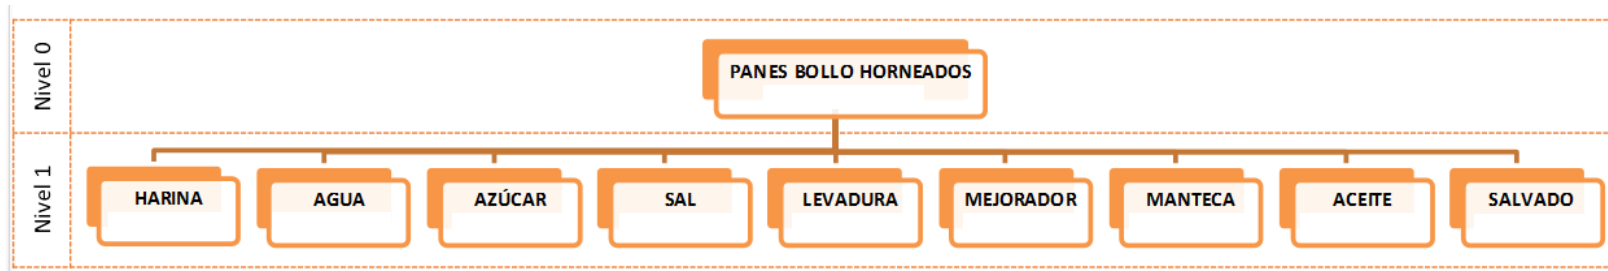 Nivel 0
PANES BOLLO HORNEADOS
Nivel 1
HARINA
AGUA
AZÚCAR
SAL
LEVADURA
MEJORADOR
MANTECA
ACEITE
SALVADO